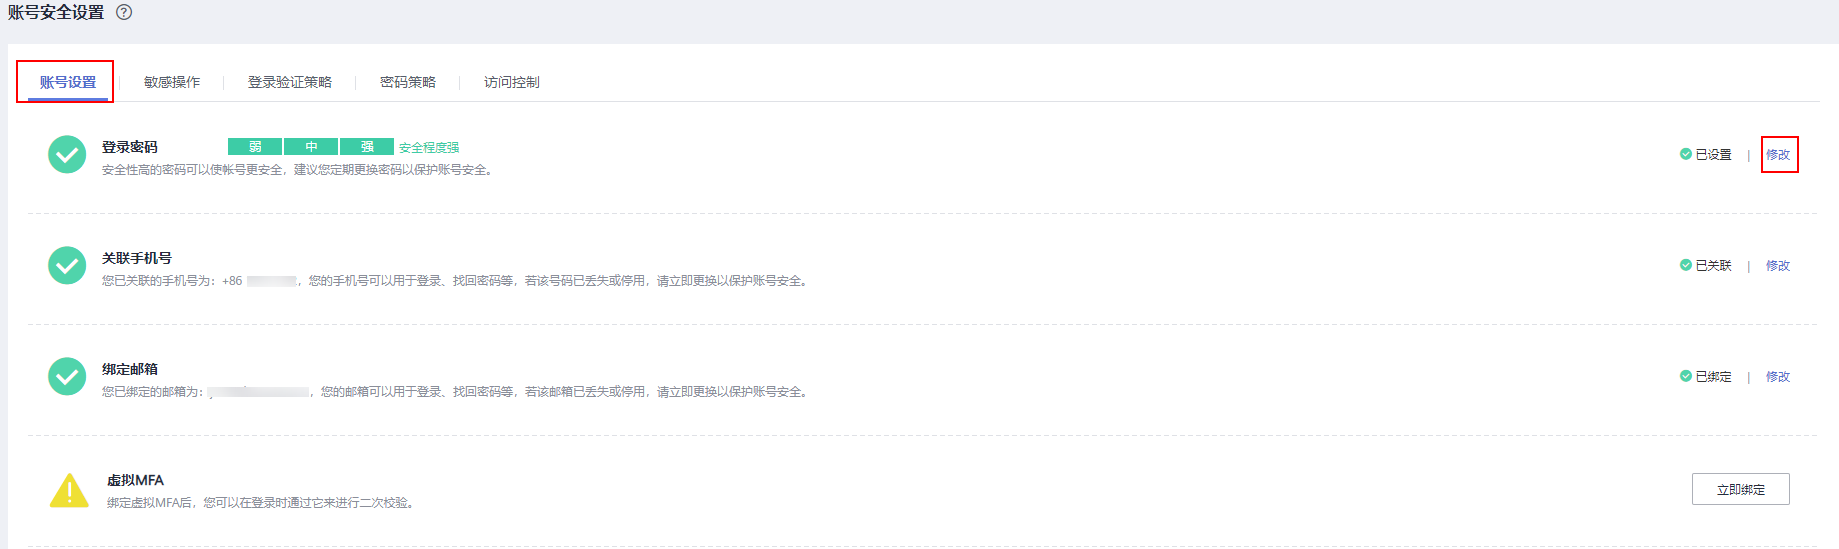 账号安全设置 ?
账号设置 敏感操作 登录验证策略 密码策略 访问控制
登录密码 弱 中 强 安全程度强
安全性高的密码可以使帐号更安全，建议您定期更换密码以保护账号安全。
已设置 | 修改
关联手机号
您已关联的手机号为：+86 ，您的手机号可以用于登录、找回密码等，若该号码已丢失或停用，请立即更换以保护账号安全。
已关联 | 修改
绑定邮箱
您已绑定的邮箱为： ，您的邮箱可以用于登录、找回密码等，若该邮箱已丢失或停用，请立即更换以保护账号安全。
已绑定 | 修改
虚拟MFA
绑定虚拟MFA后，您可以在登录时通过它来进行二次校验。
立即绑定